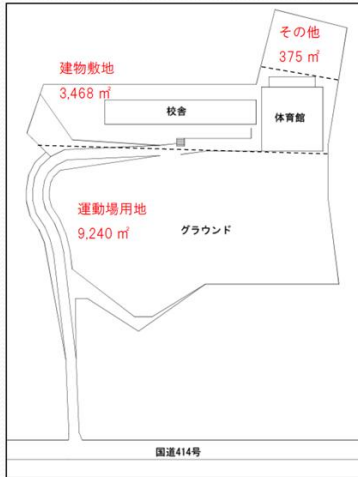 その他
375 ㎡
建物敷地
3,468 ㎡
校舎
体育館
運動場用地
9,240 ㎡
グラウンド
国道414号